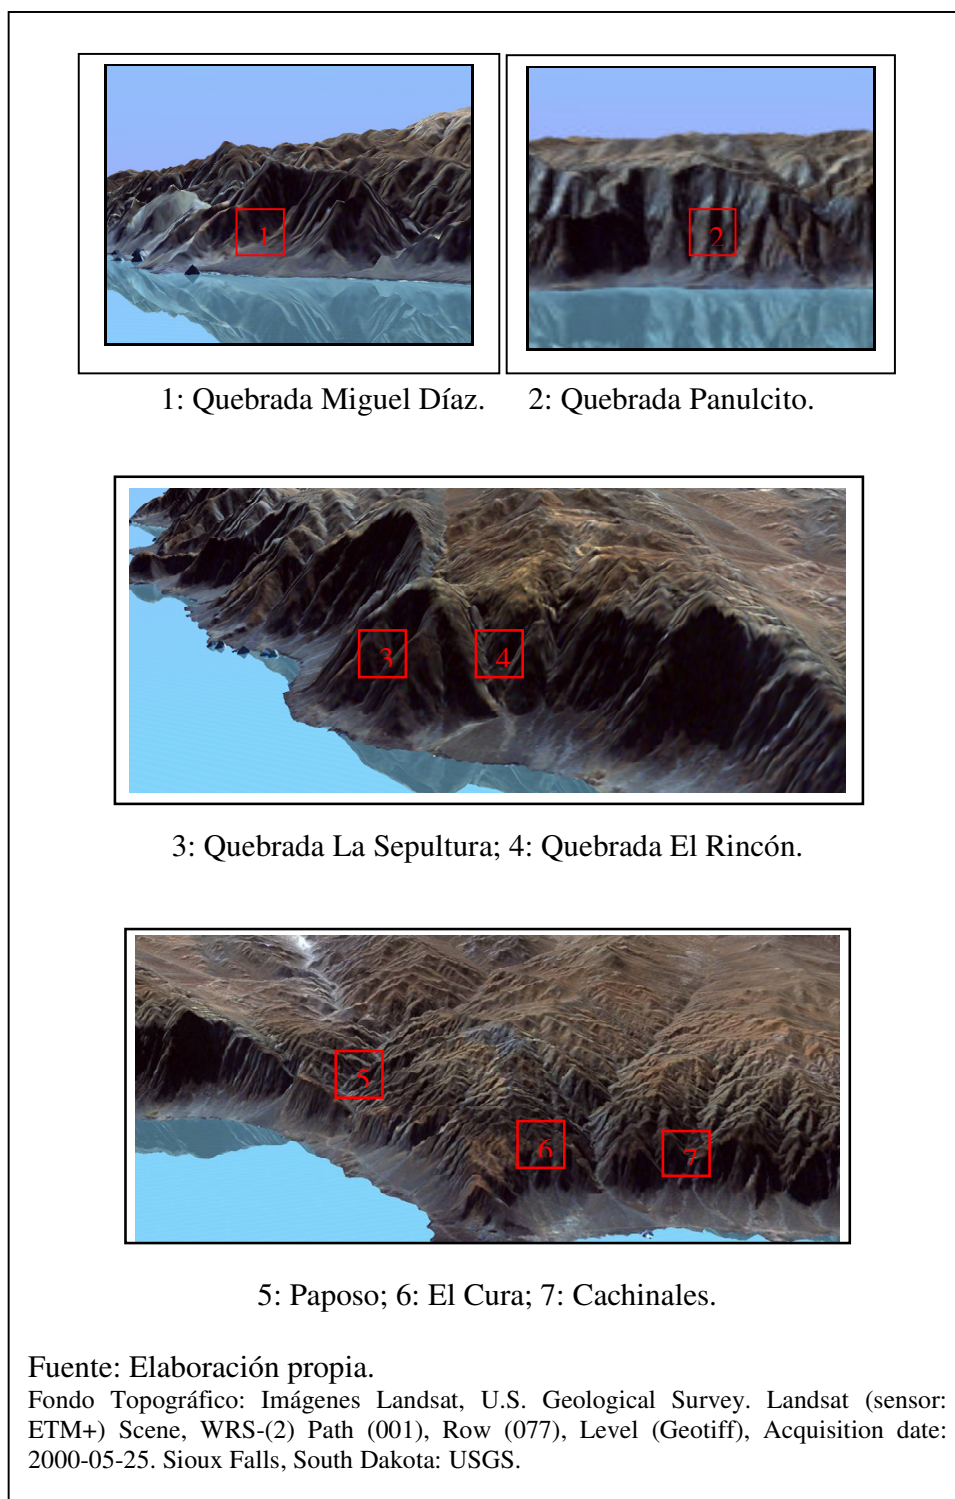 1
2
1: Quebrada Miguel Díaz.
2: Quebrada Panulcito.
3
4
3: Quebrada La Sepultura; 4: Quebrada El Rincón.
5
6
7
5: Paposo; 6: El Cura; 7: Cachinales.
Fuente: Elaboración propia.
Fondo Topográfico: Imágenes Landsat, U.S. Geological Survey. Landsat (sensor:
ETM+) Scene, WRS-(2) Path (001), Row (077), Level (Geotiff), Acquisition date:
2000-05-25. Sioux Falls, South Dakota: USGS.